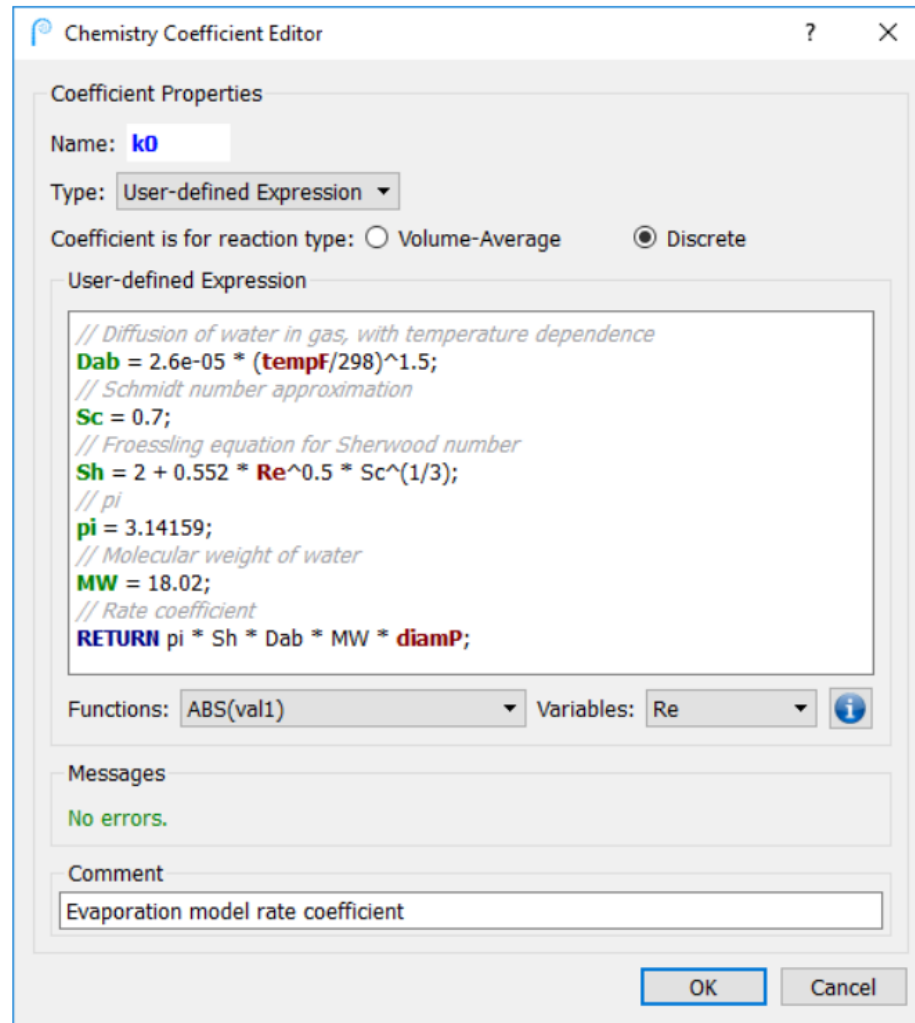 Chemistry Coefficient Editor ?
Coefficient Properties
Name: k0
Type: User-defined Expression
Coefficient is for reaction type: Volume-Average Discrete
User-defined Expression
// Diffusion of water in gas, with temperature dependence
Dab = 2.6e-05 * (tempF/298)^1.5;
// Schmidt number approximation
Sc = 0.7;
// Froessling equation for Sherwood number
Sh = 2 + 0.552 * Re^0.5 * Sc^(1/3);
// pi
pi = 3.14159;
// Molecular weight of water
MW = 18.02;
// Rate coefficient
RETURN pi * Sh * Dab * MW * diamP;
Functions: ABS(val1) Variables: Re
Messages
No errors.
Comment
Evaporation model rate coefficient
OK Cancel